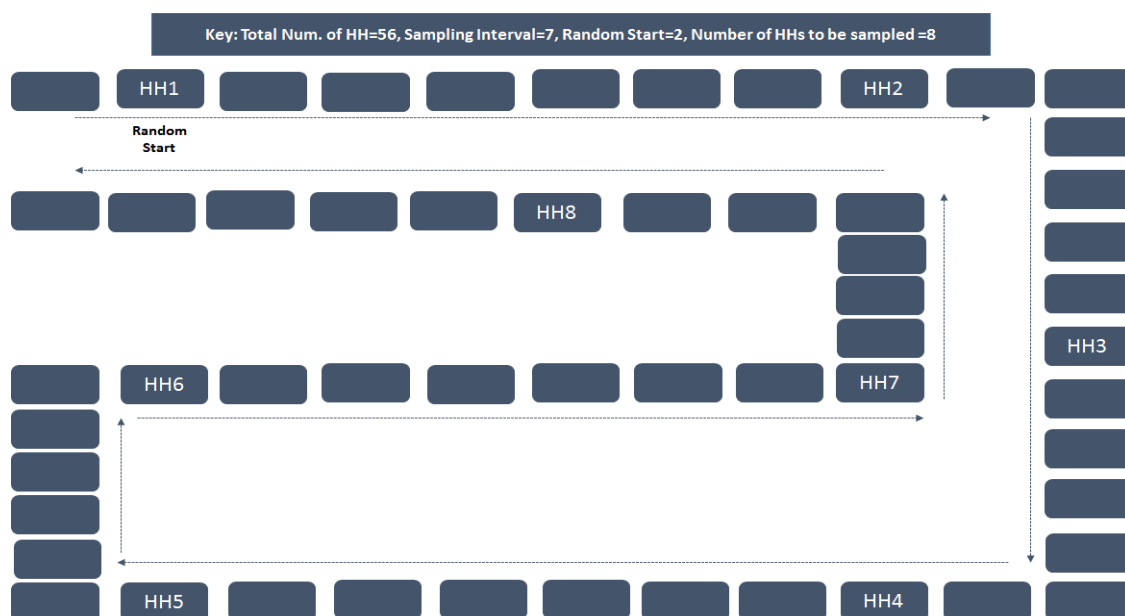 Key: Total Num. of HH=56, Sampling Interval=7, Random Start=2, Number of HHs to be sampled =8
HH1
HH2
Random
Start
HH8
HH3
HH6
HH7
HH5
HH4